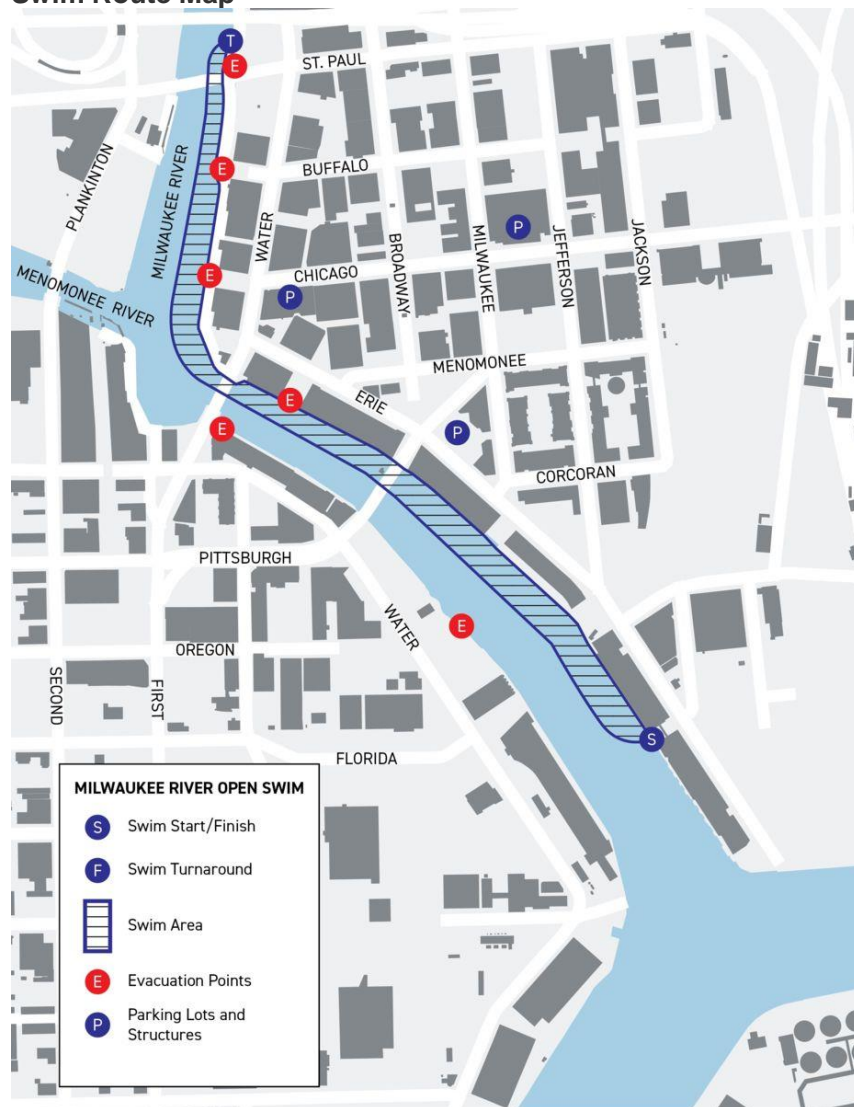 Swim Route Map
T
E
ST. PAUL
E
BUFFALO
PLANKINTON
MILWAUKEE RIVER
WATER
P
BROADWAY
MILWAUKEE
JEFFERSON
JACKSON
E
CHICAGO
MENOMONEE RIVER
P
MENOMONEE
E
ERIE
E
P
CORCORAN
PITTSBURGH
WATER
E
OREGON
SECOND
FIRST
S
FLORIDA
MILWAUKEE RIVER OPEN SWIM
S Swim Start/Finish
F Swim Turnaround
Swim Area
E Evacuation Points
P Parking Lots and
Structures